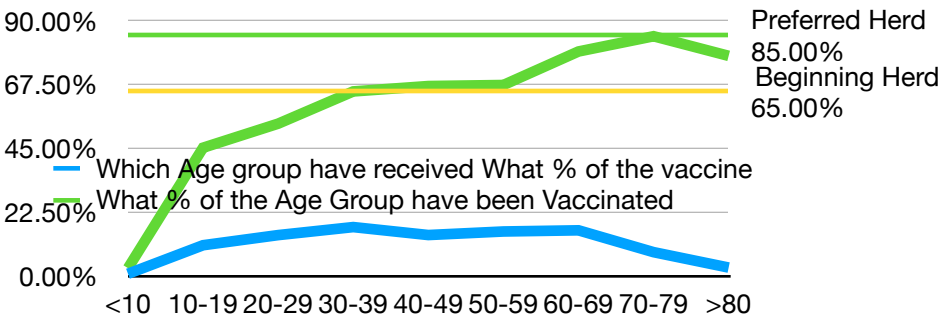 90.00%
Preferred Herd
85.00%
67.50%
Beginning Herd
65.00%
45.00%
Which Age group have received What % of the vaccine
What % of the Age Group have been Vaccinated
22.50%
0.00%
<10 10-19 20-29 30-39 40-49 50-59 60-69 70-79 >80